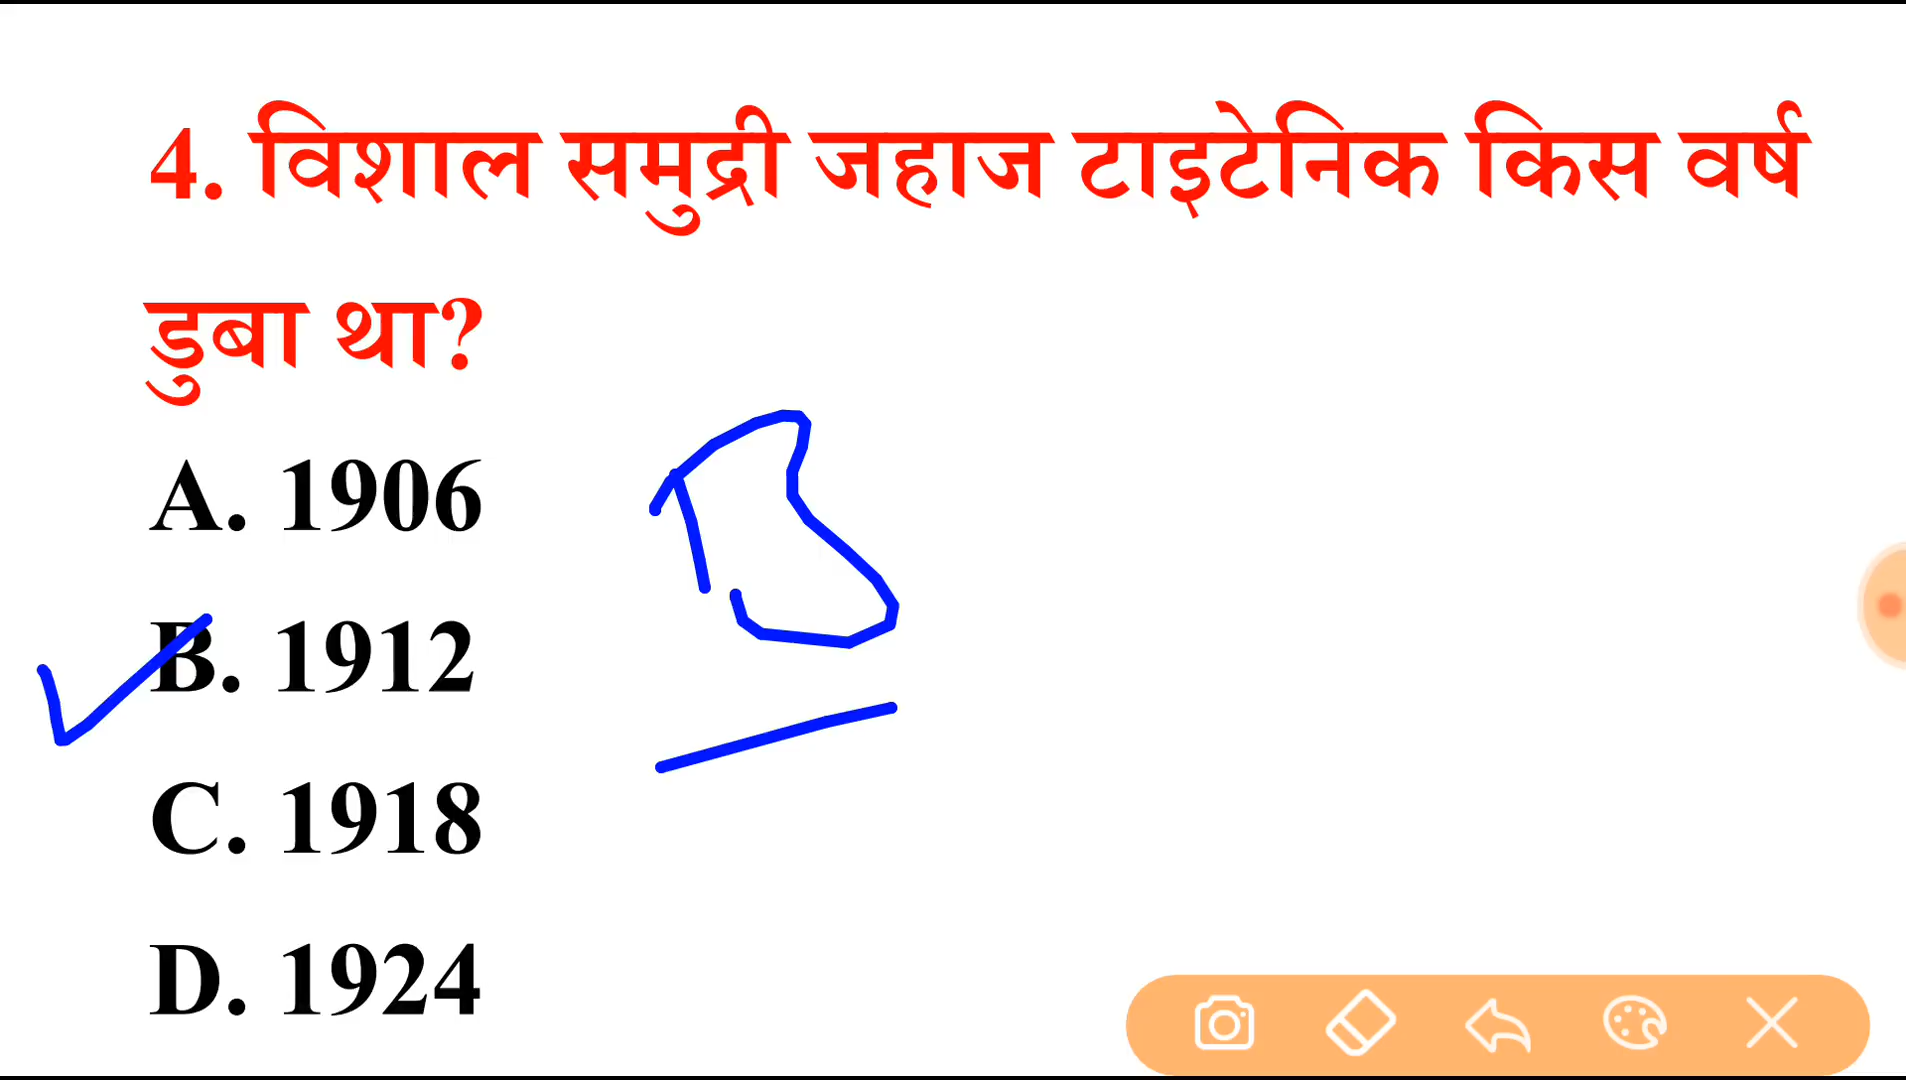 4. विशाल समुद्री जहाज टाइटेनिक किस वर्ष
डुबा था?
A. 1906
B
B. 1912
C. 1918
D. 1924